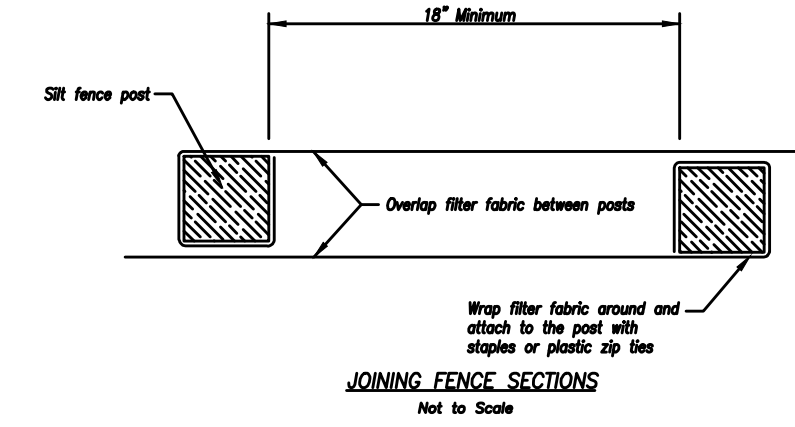 18" Minimum
Silt fence post
Overlap filter fabric between posts
Wrap filter fabric around and
attach to the post with
staples or plastic zip ties
JOINING FENCE SECTIONS
Not to Scale